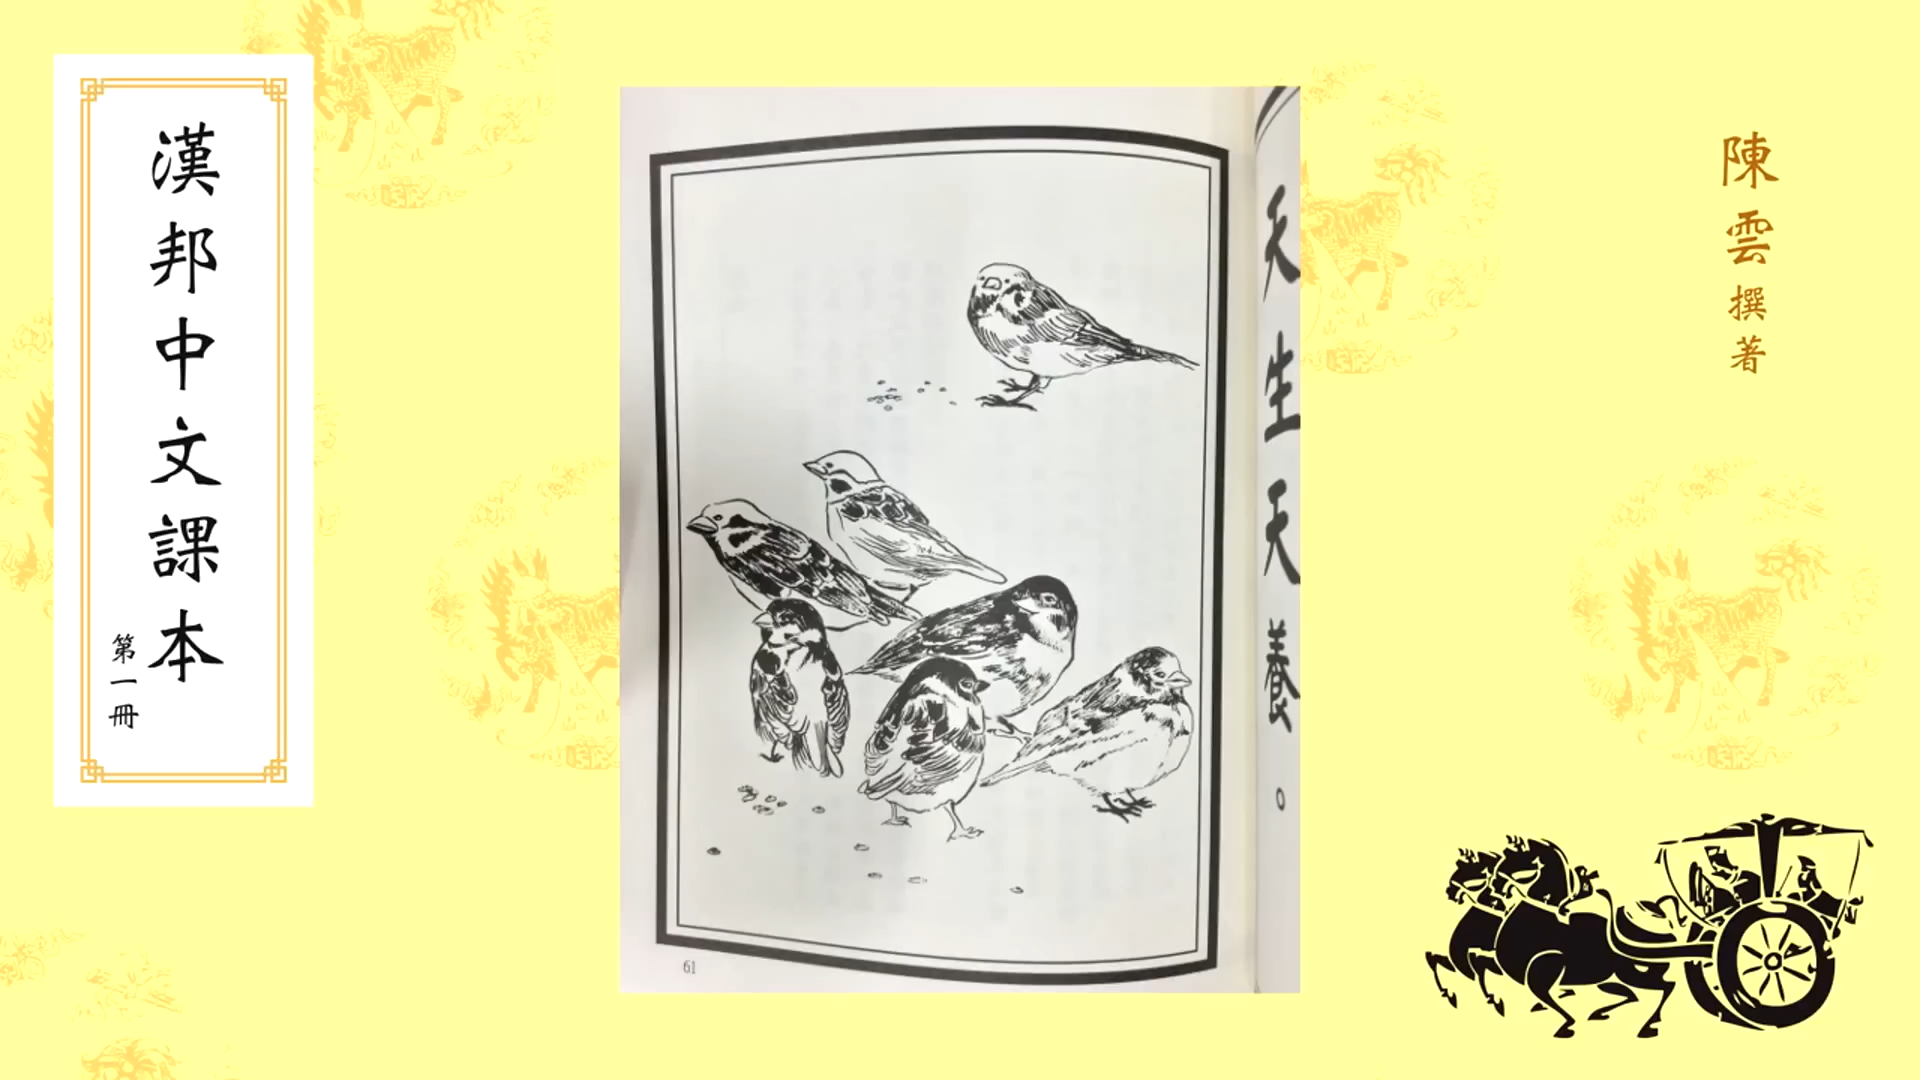 漢邦中文課本
第一冊
天生天養。
61
陳雲撰著